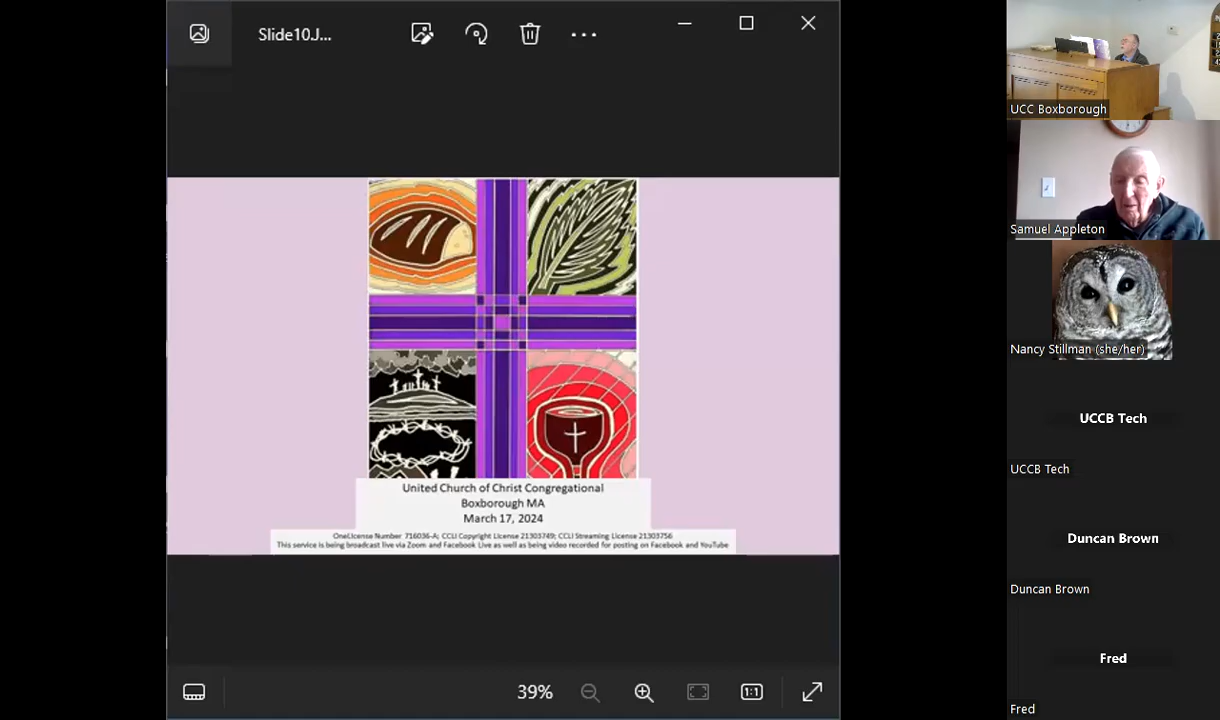 Slide10.J...
United Church of Christ Congregational
Boxborough MA
March 17, 2024
OneLicense Number 716036-A; CCLI Copyright License 21303749; CCLI Streaming License 21303756
This service is being broadcast live via Zoom and Facebook Live as well as being video recorded for posting on Facebook and YouTube
39%
1:1
UCC Boxborough
Samuel Appleton
Nancy Stillman (she/her)
UCCB Tech
UCCB Tech
Duncan Brown
Duncan Brown
Fred
Fred